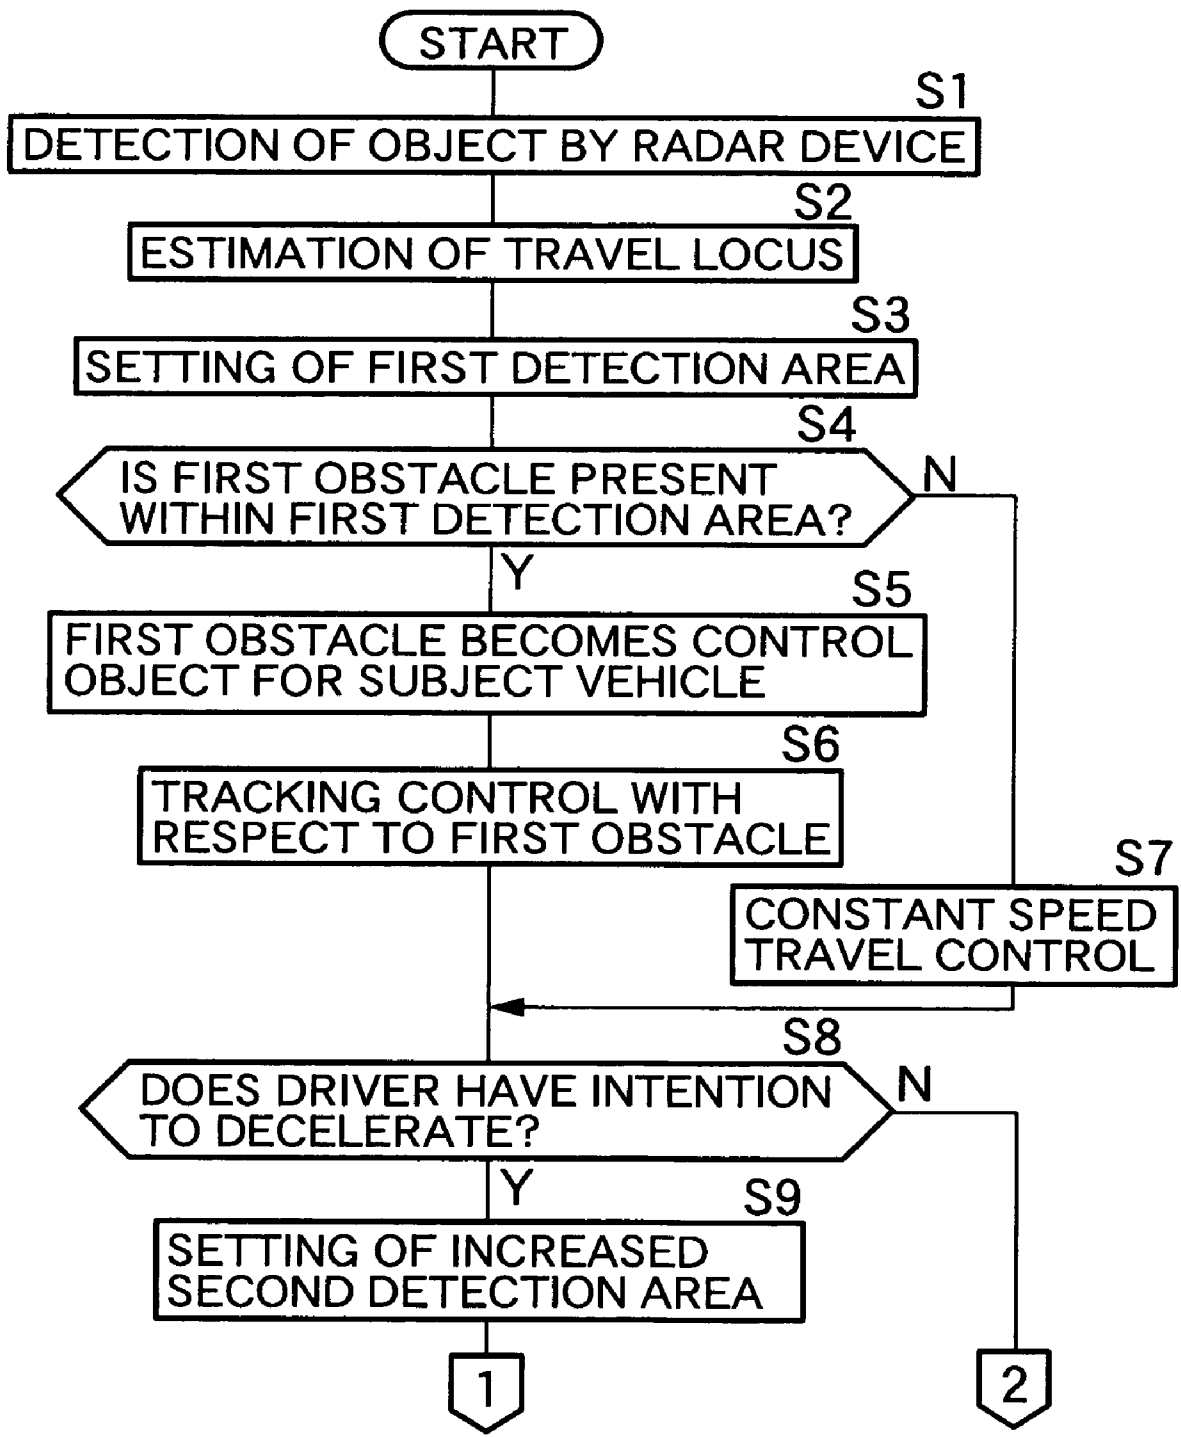 START
S1
DETECTION OF OBJECT BY RADAR DEVICE
S2
ESTIMATION OF TRAVEL LOCUS
S3
SETTING OF FIRST DETECTION AREA
S4
IS FIRST OBSTACLE PRESENT
WITHIN FIRST DETECTION AREA?
N
Y
S5
FIRST OBSTACLE BECOMES CONTROL
OBJECT FOR SUBJECT VEHICLE
S6
TRACKING CONTROL WITH
RESPECT TO FIRST OBSTACLE
S7
CONSTANT SPEED
TRAVEL CONTROL
S8
DOES DRIVER HAVE INTENTION
TO DECELERATE?
N
Y
S9
SETTING OF INCREASED
SECOND DETECTION AREA
1
2